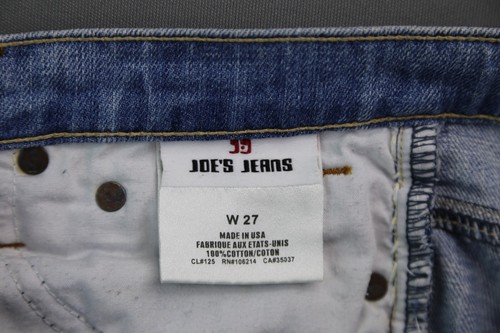 JOE'S JEANS
W 27
MADE IN USA
FABRIQUE AUX ETATS-UNIS
100%COTTON/COTON
CL#125 RN#106214 CA#35037